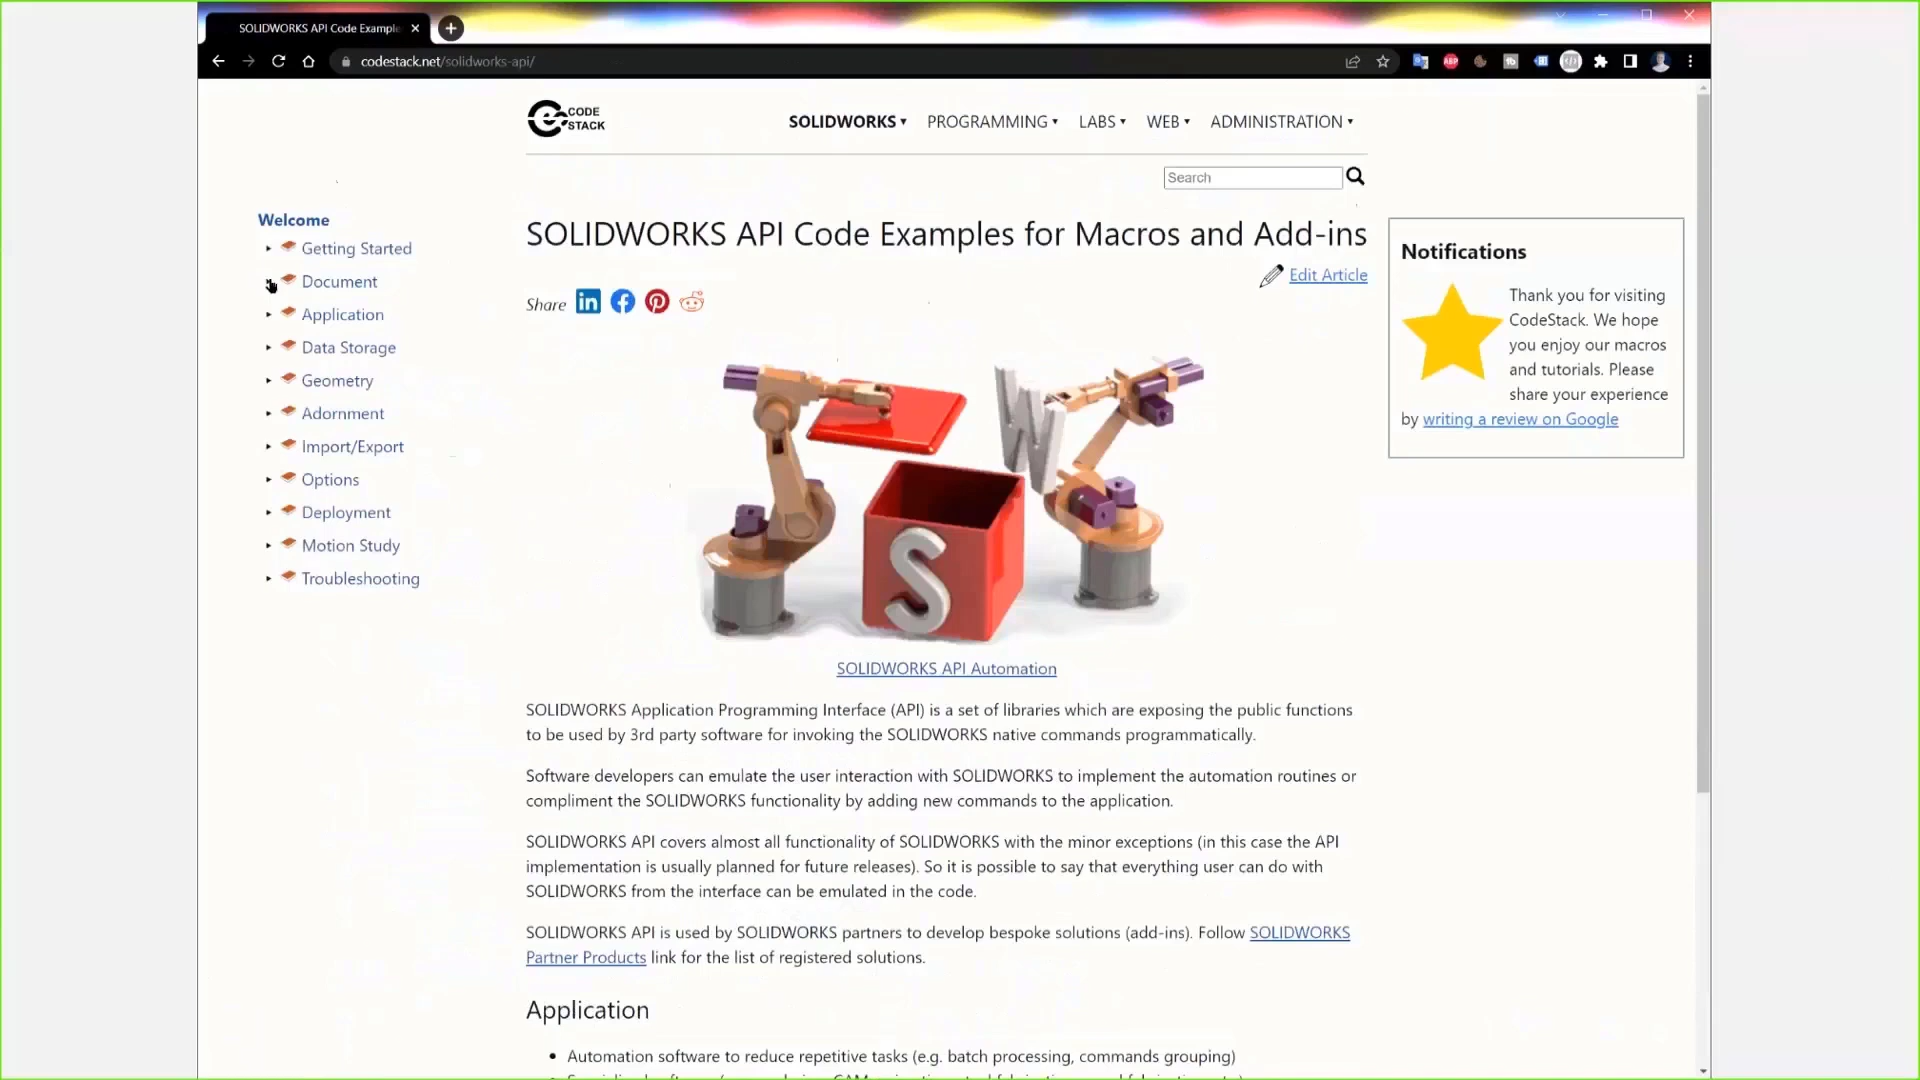 SOLIDWORKS API Code Example
codestack.net/solidworks-api/
ABP
CODE
STACK
SOLIDWORKS
PROGRAMMING
LABS
WEB
ADMINISTRATION
Search
Welcome
Getting Started
Document
Application
Data Storage
Geometry
Adornment
Import/Export
Options
Deployment
Motion Study
Troubleshooting
SOLIDWORKS API Code Examples for Macros and Add-ins
Edit Article
Share
W
S
SOLIDWORKS API Automation
SOLIDWORKS Application Programming Interface (API) is a set of libraries which are exposing the public functions
to be used by 3rd party software for invoking the SOLIDWORKS native commands programmatically.
Software developers can emulate the user interaction with SOLIDWORKS to implement the automation routines or
compliment the SOLIDWORKS functionality by adding new commands to the application.
SOLIDWORKS API covers almost all functionality of SOLIDWORKS with the minor exceptions (in this case the API
implementation is usually planned for future releases). So it is possible to say that everything user can do with
SOLIDWORKS from the interface can be emulated in the code.
SOLIDWORKS API is used by SOLIDWORKS partners to develop bespoke solutions (add-ins). Follow SOLIDWORKS
Partner Products link for the list of registered solutions.
Application
• Automation software to reduce repetitive tasks (e.g. batch processing, commands grouping)
Notifications
Thank you for visiting
CodeStack. We hope
you enjoy our macros
and tutorials. Please
share your experience
by writing a review on Google